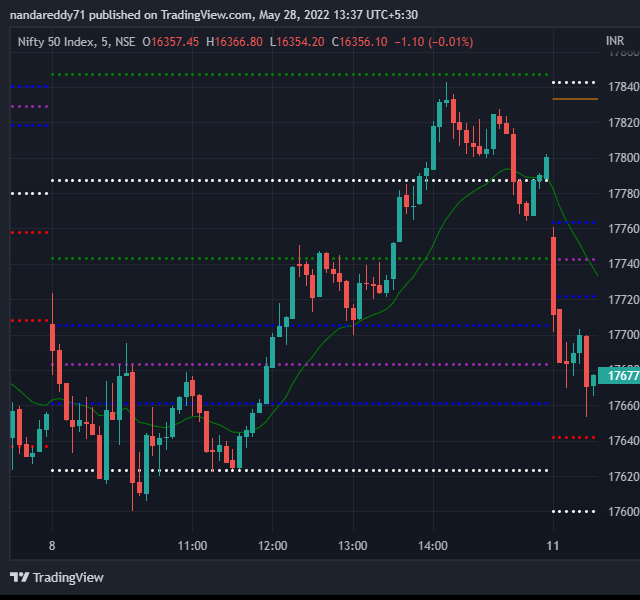 nandareddy71 published on TradingView.com, May 28, 2022 13:37 UTC+5:30
Nifty 50 Index, 5, NSE O16357.45 H16366.80 L16354.20 C16356.10 −1.10 (−0.01%)
INR
17840
17820
17800
17780
17760
17740
17720
17700
17677
17660
17640
17620
17600
8 11:00 12:00 13:00 14:00 11
TradingView